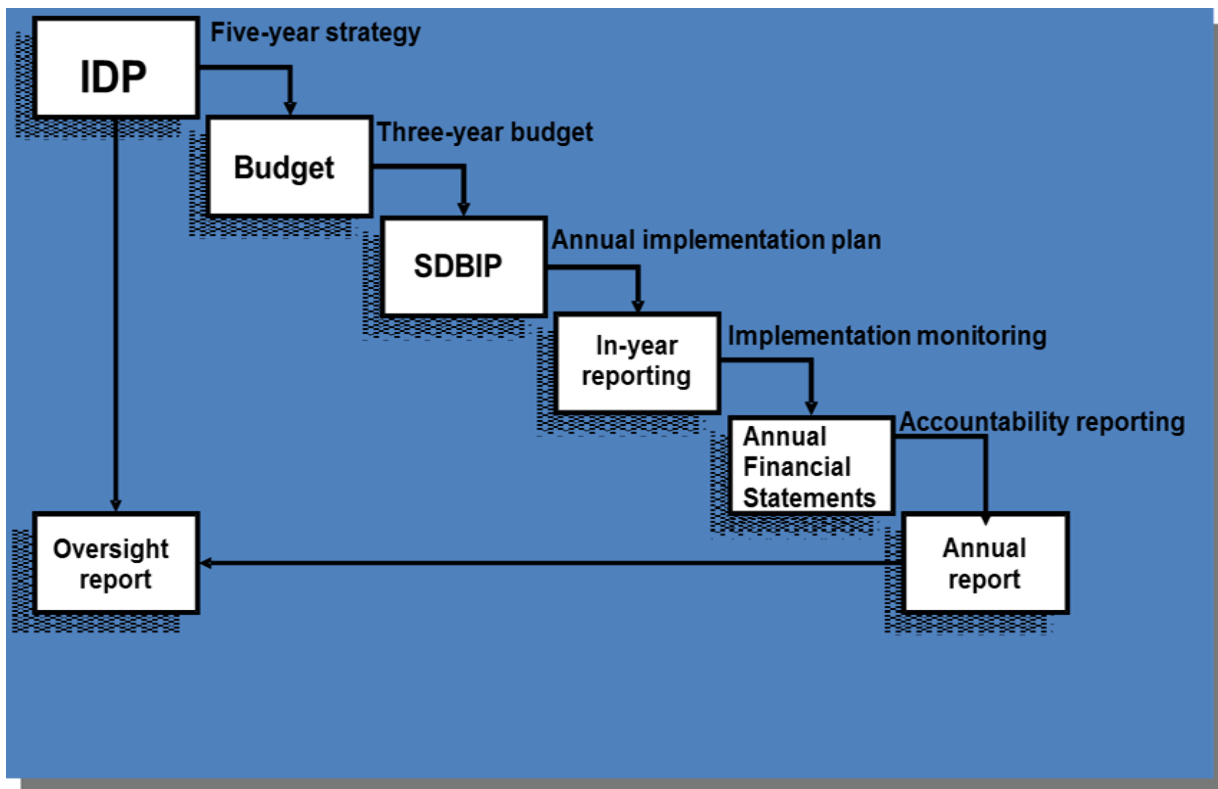 Five-year strategy
IDP
Three-year budget
Budget
Annual implementation plan
SDBIP
Implementation monitoring
In-year
reporting
Accountability reporting
Annual
Financial
Statements
Oversight
report
Annual
report